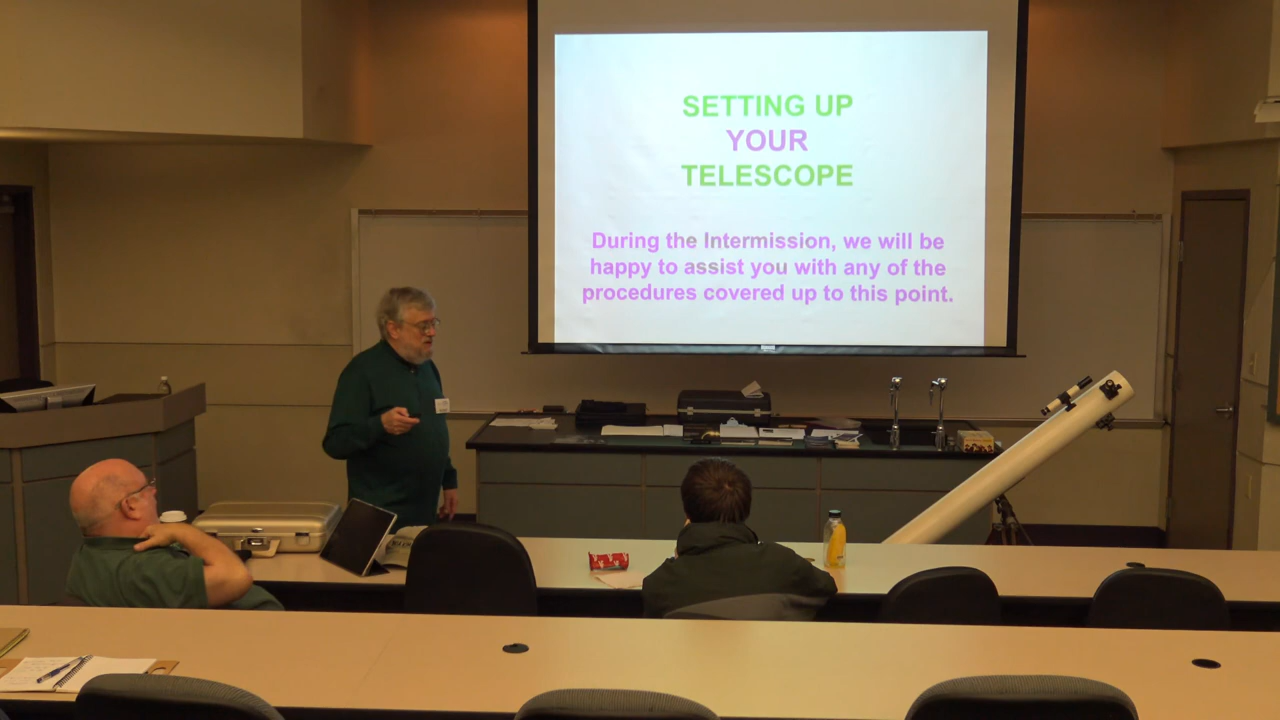 SETTING UP
YOUR
TELESCOPE
During the Intermission, we will be
happy to assist you with any of the
procedures covered up to this point.